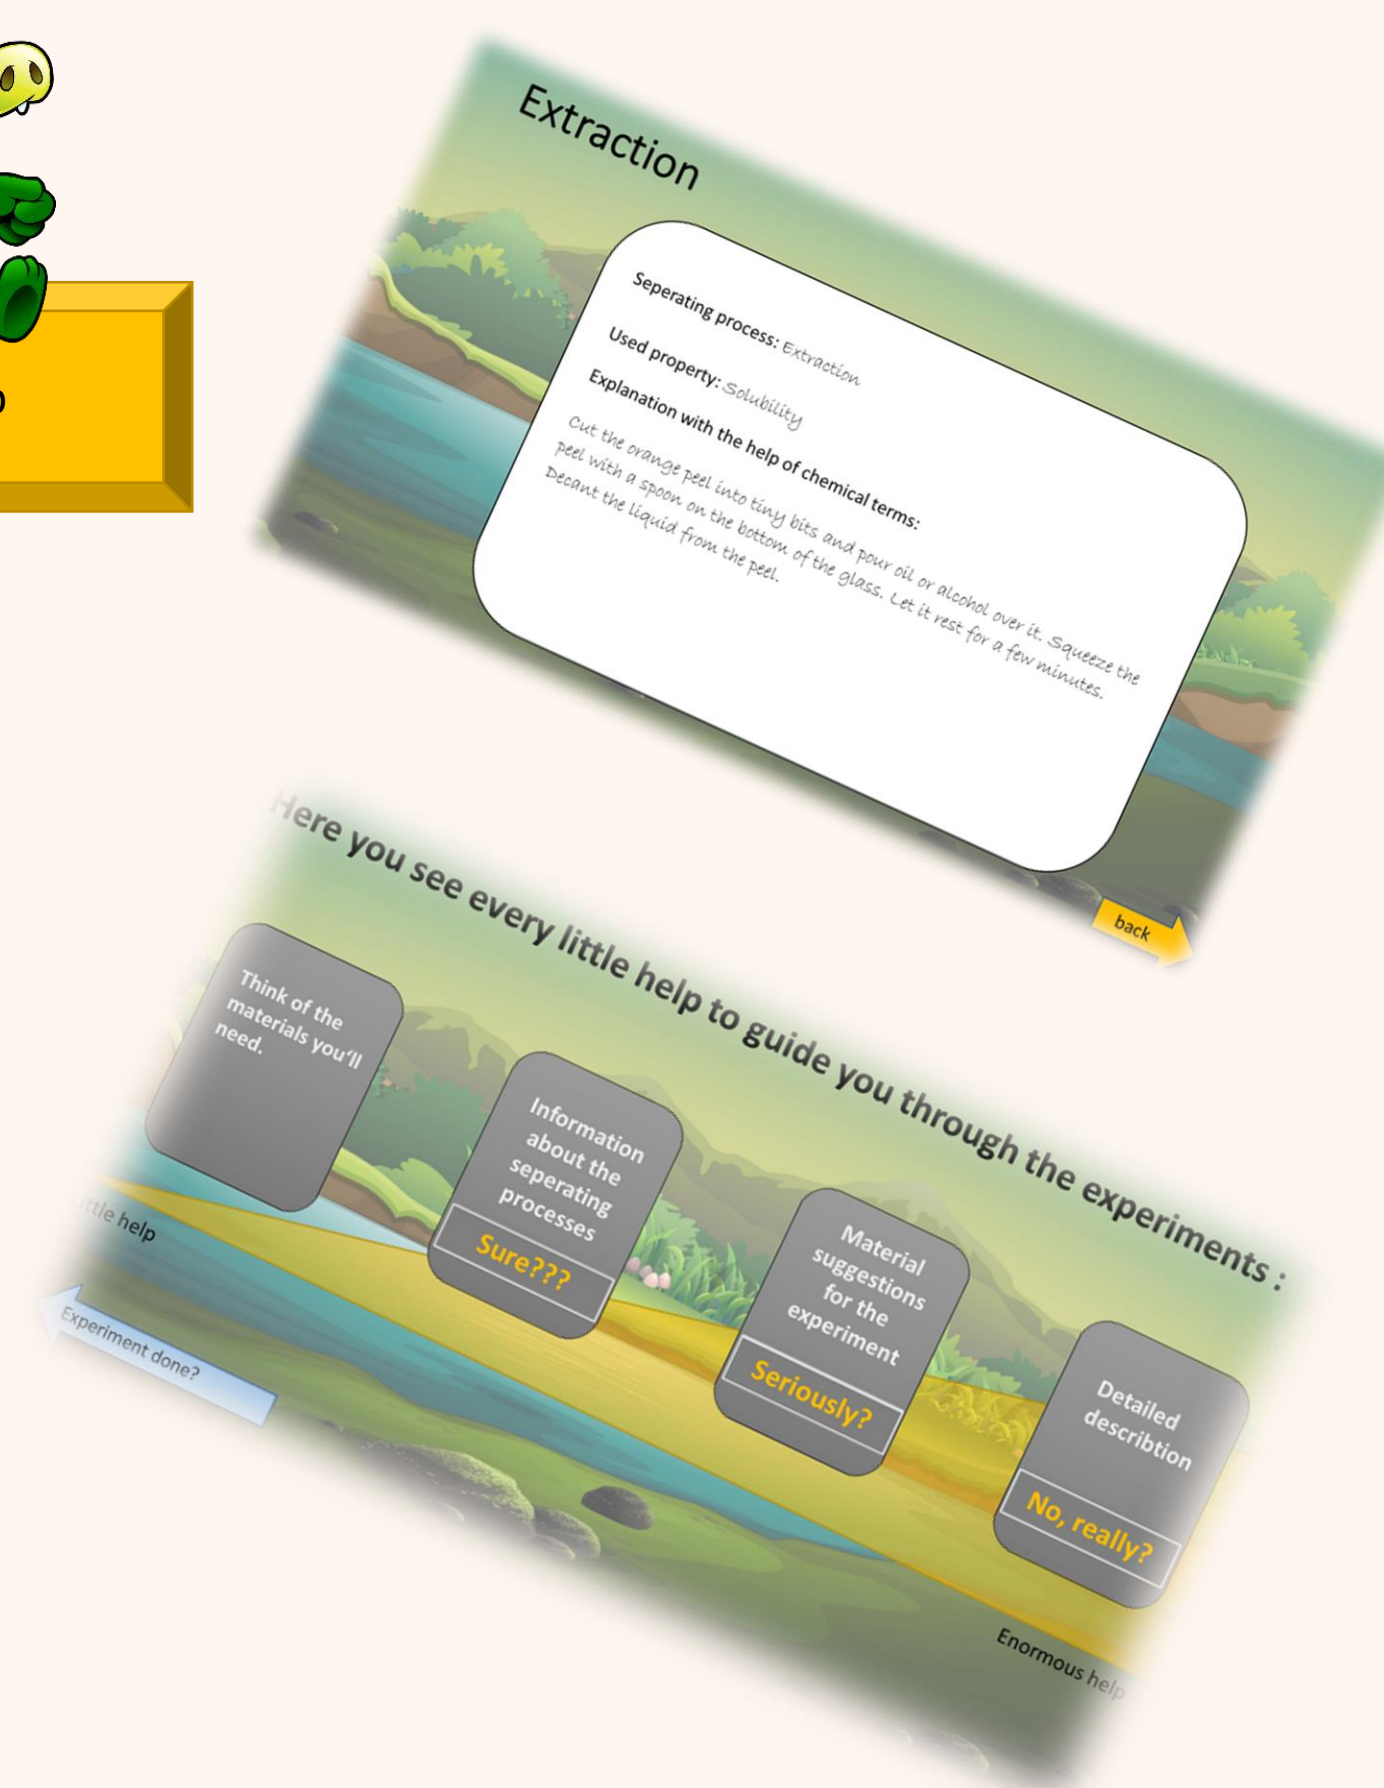 Extraction
Seperating process: Extraction
Used property: Solubility
Explanation with the help of chemical terms:
Cut the orange peel into tiny bits and pour oil or alcohol over it. Squeeze the
peel with a spoon on the bottom of the glass. Let it rest for a few minutes.
Decant the liquid from the peel.
back
Here you see every little help to guide you through the experiments :
Think of the
materials you'll
need.
Information
about the
seperating
processes
Sure???
Material
suggestions
for the
experiment
Seriously?
Detailed
describtion
No, really?
help
Experiment done?
Enormous help